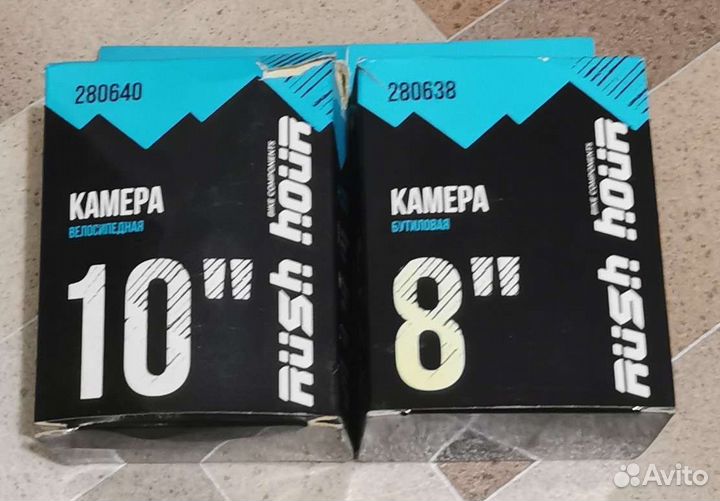 280640
КАМЕРА
ВЕЛОСИПЕДНАЯ
10"
RUSH HOUR
BIKE COMPONENTS
280638
КАМЕРА
БУТИЛОВАЯ
8"
RUSH HOUR
BIKE COMPONENTS
Avito